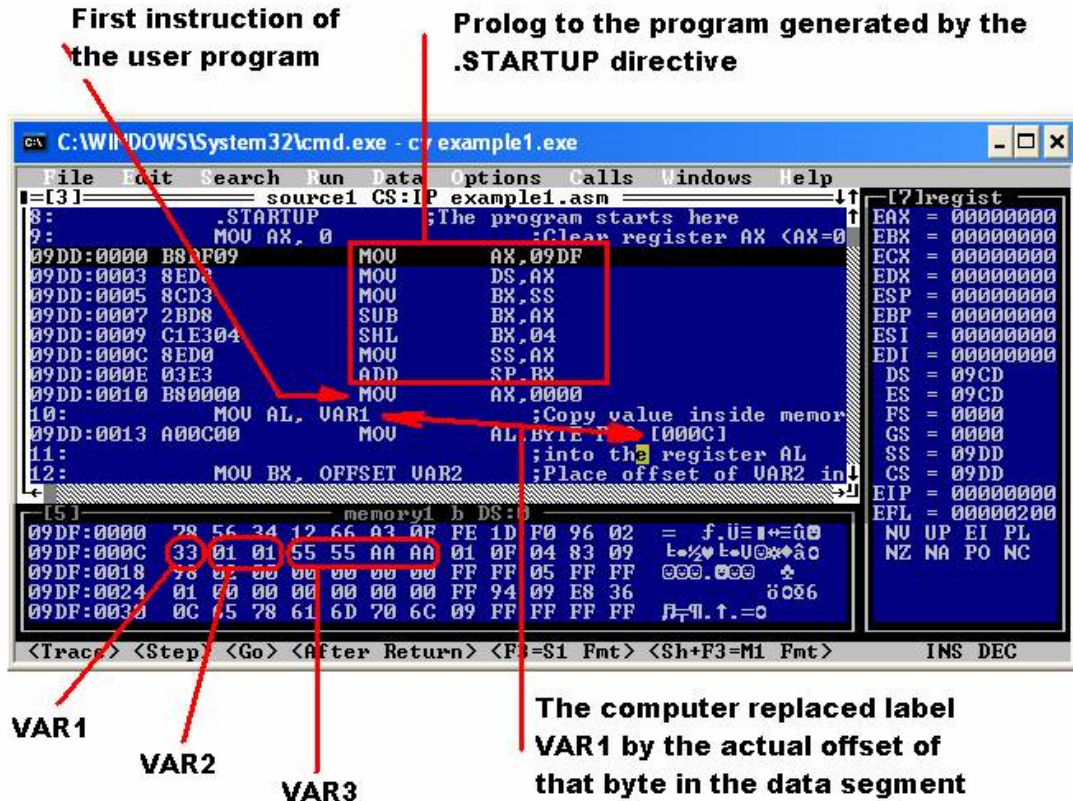 First instruction of
the user program
Prolog to the program generated by the
.STARTUP directive
C:\WINDOWS\System32\cmd.exe - cv example1.exe
File Edit Search Run Data Options Calls Windows Help
[3] source1 CS:IP example1.asm
8: .STARTUP ;The program starts here
9: MOV AX, 0 ;Clear register AX (AX=0
09DD:0000 B8DF09 MOV AX,09DF
09DD:0003 8ED8 MOV DS,AX
09DD:0005 8CD3 MOV BX,SS
09DD:0007 2BD8 SUB BX,AX
09DD:0009 C1E304 SHL BX,04
09DD:000C 8ED0 MOV SS,AX
09DD:000E 03E3 ADD SP,BX
09DD:0010 B80000 MOV AX,0000
10: MOV AL, VAR1 ;Copy value inside memor
09DD:0013 A00C00 MOV AL,BYTE [000C]
11: ;into the register AL
12: MOV BX, OFFSET VAR2 ;Place offset of VAR2 in
[7]regist
EAX = 00000000
EBX = 00000000
ECX = 00000000
EDX = 00000000
ESP = 00000000
EBP = 00000000
ESI = 00000000
EDI = 00000000
DS = 09CD
ES = 09CD
FS = 0000
GS = 0000
SS = 09DD
CS = 09DD
EIP = 00000000
EFL = 00000200
NV UP EI PL
NZ NA PO NC
[5] memory1 b DS:0
09DF:0000 78 56 34 12 66 A3 0F FE 1D F0 96 02
09DF:000C 33 01 01 55 55 AA AA 01 0F 04 83 09
09DF:0018 98 00 00 00 00 00 FF FF 05 FF FF
09DF:0024 01 00 00 00 00 00 00 FF 94 09 E8 36
09DF:0030 0C 05 78 61 6D 70 6C 09 FF FF FF FF
<Trace> <Step> <Go> <After Return> <F3=S1 Fmt> <Sh+F3=M1 Fmt> INS DEC
VAR1
VAR2
VAR3
The computer replaced label
VAR1 by the actual offset of
that byte in the data segment